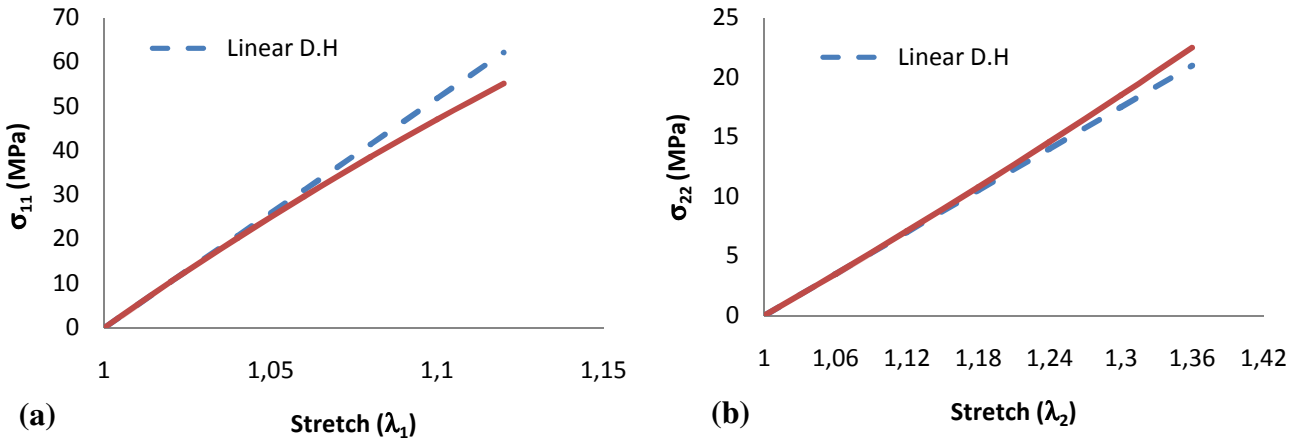 70
60
50
40
30
20
10
0
σ11 (MPa)
Linear D.H
1 1,05 1,1 1,15
Stretch (λ1)
(a)
25
20
15
10
5
0
σ22 (MPa)
Linear D.H
1 1,06 1,12 1,18 1,24 1,3 1,36 1,42
Stretch (λ2)
(b)